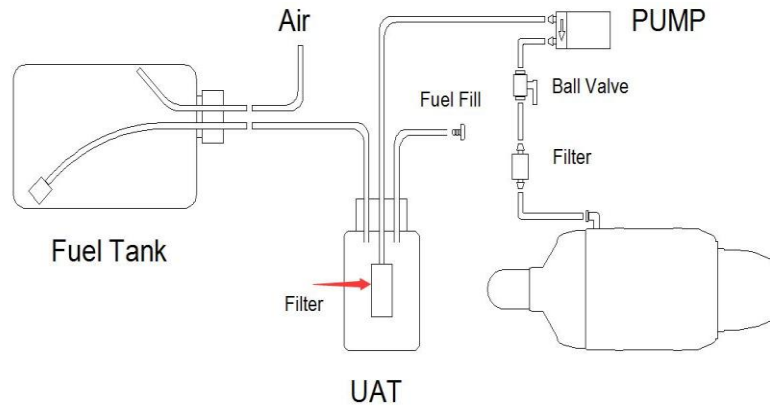 Air
PUMP
Fuel Fill
Ball Valve
Filter
Fuel Tank
Filter
UAT